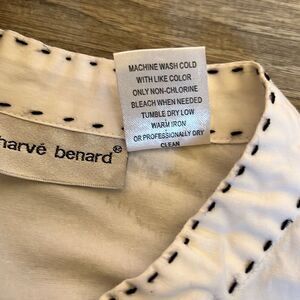 MACHINE WASH COLD
WITH LIKE COLOR
ONLY NON-CHLORINE
BLEACH WHEN NEEDED
TUMBLE DRY LOW
WARM IRON
OR PROFESSIONALLY DRY
CLEAN
harvé benard®